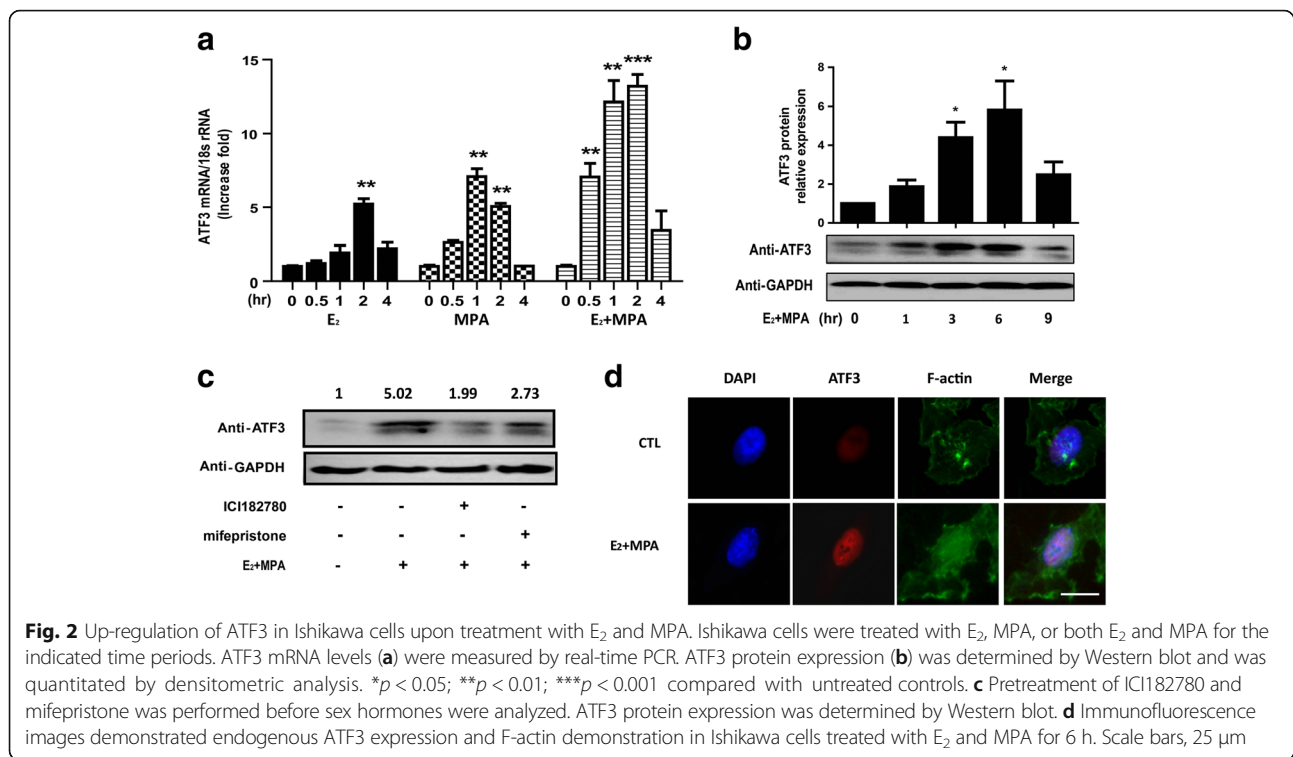 a
ATF3 mRNA/18s rRNA
(Increase fold)
15
10
5
0
** ** ** ** ** ***
(hr) 0 0.5 1 2 4 0 0.5 1 2 4 0 0.5 1 2 4
E₂ MPA E₂+MPA
b
ATF3 protein
relative expression
8
6
4
2
0
* *
Anti-ATF3
Anti-GAPDH
E₂+MPA (hr) 0 1 3 6 9
c
1 5.02 1.99 2.73
Anti-ATF3
Anti-GAPDH
ICI182780 - - + -
mifepristone - - - +
E₂+MPA - + + +
d
DAPI ATF3 F-actin Merge
CTL
E₂+MPA
Fig. 2 Up-regulation of ATF3 in Ishikawa cells upon treatment with E₂ and MPA. Ishikawa cells were treated with E₂, MPA, or both E₂ and MPA for the
indicated time periods. ATF3 mRNA levels (a) were measured by real-time PCR. ATF3 protein expression (b) was determined by Western blot and was
quantitated by densitometric analysis. *p < 0.05; **p < 0.01; ***p < 0.001 compared with untreated controls. c Pretreatment of ICI182780 and
mifepristone was performed before sex hormones were analyzed. ATF3 protein expression was determined by Western blot. d Immunofluorescence
images demonstrated endogenous ATF3 expression and F-actin demonstration in Ishikawa cells treated with E₂ and MPA for 6 h. Scale bars, 25 μm